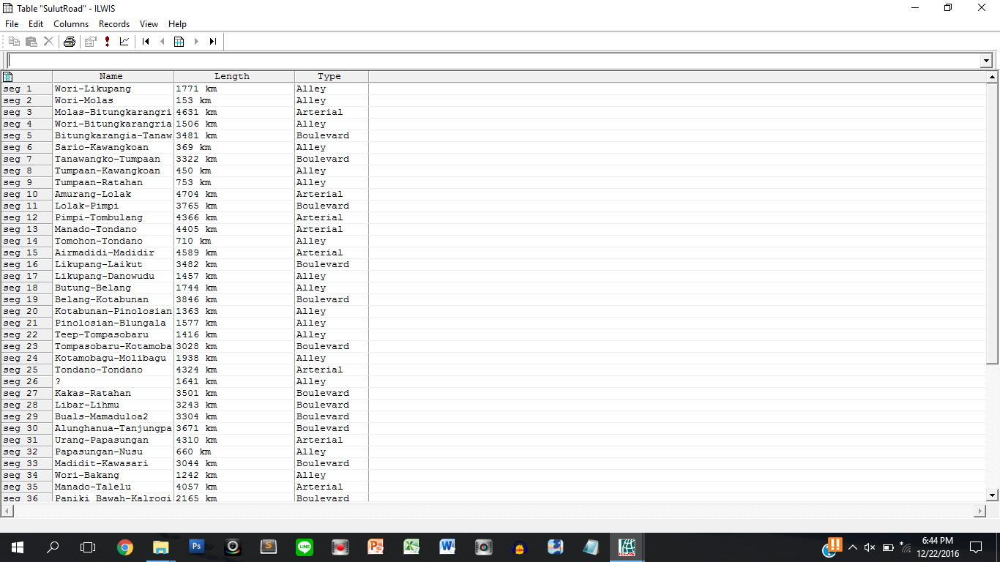 Table "SulutRoad" - ILWIS
File Edit Columns Records View Help
Name Length Type
seg 1 Wori-Likupang 1771 km Alley
seg 2 Wori-Molas 153 km Alley
seg 3 Molas-Bitungkarangri 4631 km Arterial
seg 4 Wori-Bitungkarangria 1506 km Alley
seg 5 Bitungkarangia-Tanaw 3481 km Boulevard
seg 6 Sario-Kawangkoan 369 km Alley
seg 7 Tanawangko-Tumpaan 3322 km Boulevard
seg 8 Tumpaan-Kawangkoan 450 km Alley
seg 9 Tumpaan-Ratahan 753 km Alley
seg 10 Amurang-Lolak 4704 km Arterial
seg 11 Lolak-Pimpi 3765 km Boulevard
seg 12 Pimpi-Tombulang 4366 km Arterial
seg 13 Manado-Tondano 4405 km Arterial
seg 14 Tomohon-Tondano 710 km Alley
seg 15 Airmadidi-Madidir 4589 km Arterial
seg 16 Likupang-Laikut 3482 km Boulevard
seg 17 Likupang-Danowudu 1457 km Alley
seg 18 Butung-Belang 1744 km Alley
seg 19 Belang-Kotabunan 3846 km Boulevard
seg 20 Kotabunan-Pinolosian 1363 km Alley
seg 21 Pinolosian-Blungala 1577 km Alley
seg 22 Teep-Tompasobaru 1416 km Alley
seg 23 Tompasobaru-Kotamoba 3028 km Boulevard
seg 24 Kotamobagu-Molibagu 1938 km Alley
seg 25 Tondano-Tondano 4324 km Arterial
seg 26 ? 1641 km Alley
seg 27 Kakas-Ratahan 3501 km Boulevard
seg 28 Libar-Lihmu 3243 km Boulevard
seg 29 Buals-Mamaduloa2 3304 km Boulevard
seg 30 Alunghanua-Tanjungpa 3671 km Boulevard
seg 31 Urang-Papasungan 4310 km Arterial
seg 32 Papasungan-Nusu 660 km Alley
seg 33 Madidit-Kawasari 3044 km Boulevard
seg 34 Wori-Bakang 1242 km Alley
seg 35 Manado-Talelu 4057 km Arterial
seg 36 Paniki Bawah-Kalrogi 2165 km Boulevard
Ps
S
LINE
ILWIS
6:44 PM
12/22/2016